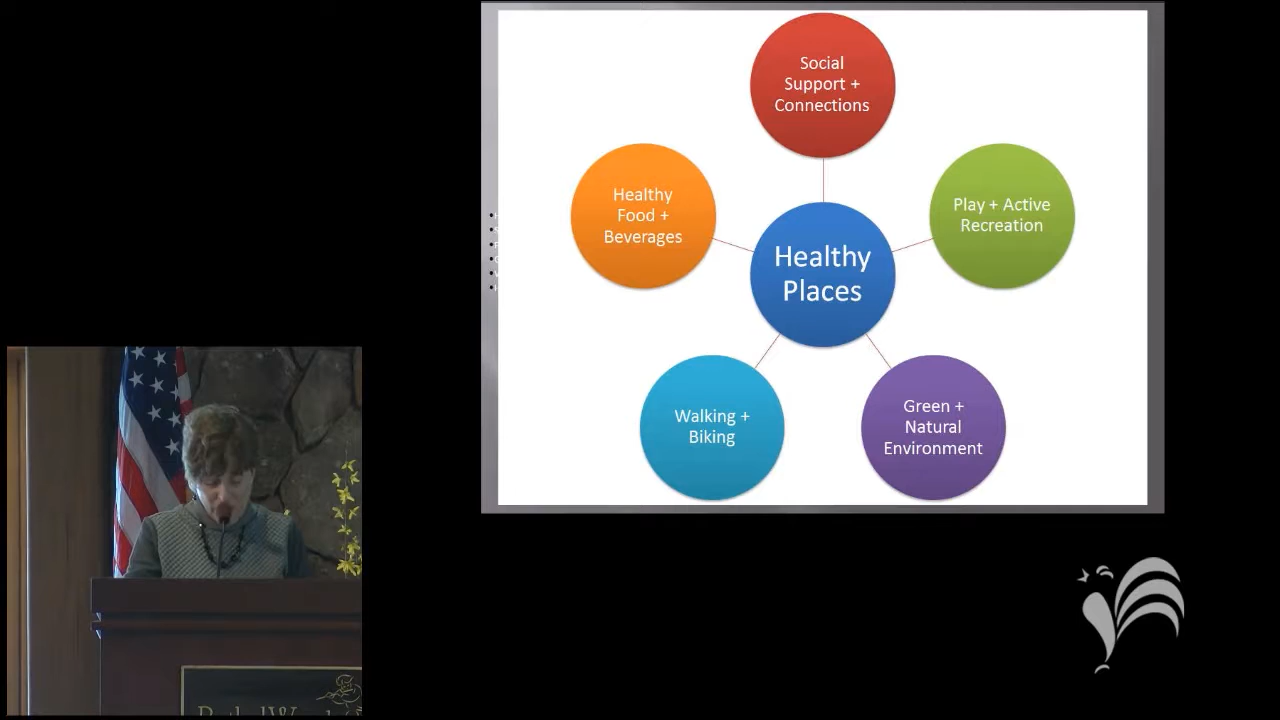 Social
Support +
Connections
Healthy
Food +
Beverages
Play + Active
Recreation
Healthy
Places
Walking +
Biking
Green +
Natural
Environment